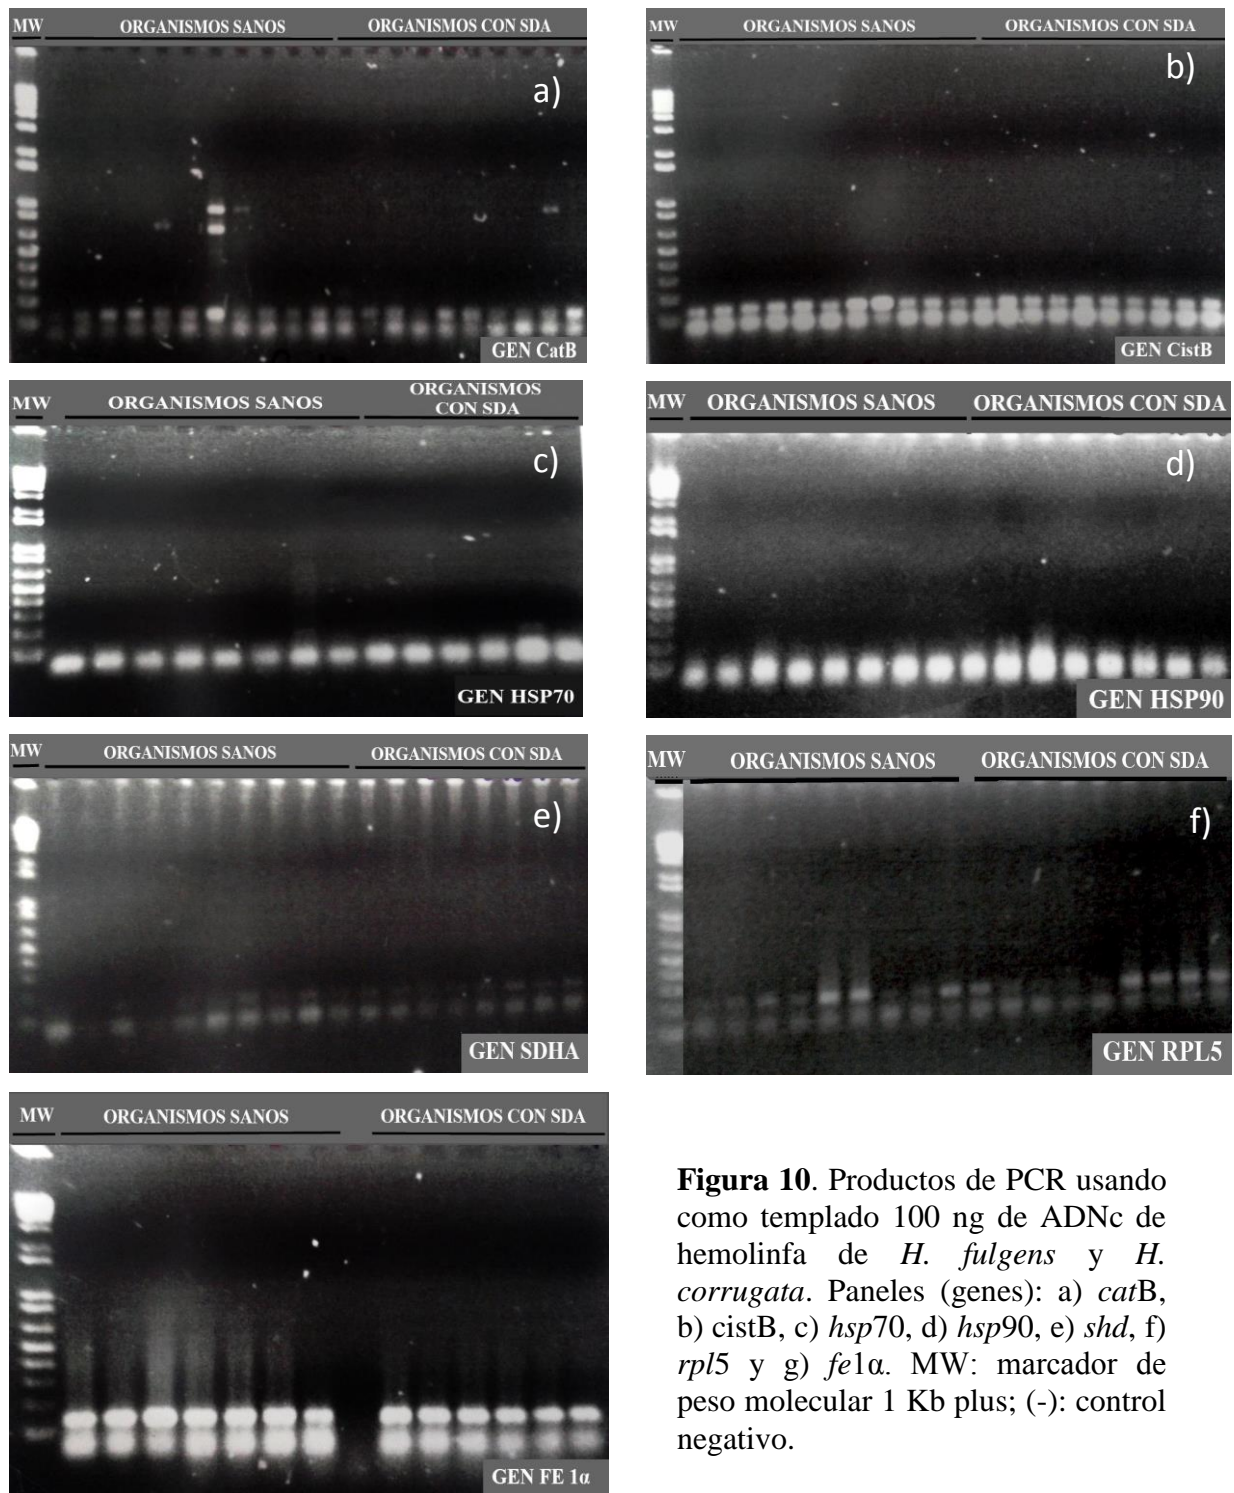 MW ORGANISMOS SANOS ORGANISMOS CON SDA
a)
GEN CatB
MW ORGANISMOS SANOS ORGANISMOS CON SDA
b)
GEN CistB
MW ORGANISMOS SANOS ORGANISMOS
CON SDA
c)
GEN HSP70
MW ORGANISMOS SANOS ORGANISMOS CON SDA
d)
GEN HSP90
MW ORGANISMOS SANOS ORGANISMOS CON SDA
e)
GEN SDHA
MW ORGANISMOS SANOS ORGANISMOS CON SDA
f)
GEN RPL5
MW ORGANISMOS SANOS ORGANISMOS CON SDA
GEN FE 1α
Figura 10. Productos de PCR usando
como templado 100 ng de ADNc de
hemolinfa de H. fulgens y H.
corrugata. Paneles (genes): a) catB,
b) cistB, c) hsp70, d) hsp90, e) shd, f)
rpl5 y g) fe1α. MW: marcador de
peso molecular 1 Kb plus; (-): control
negativo.